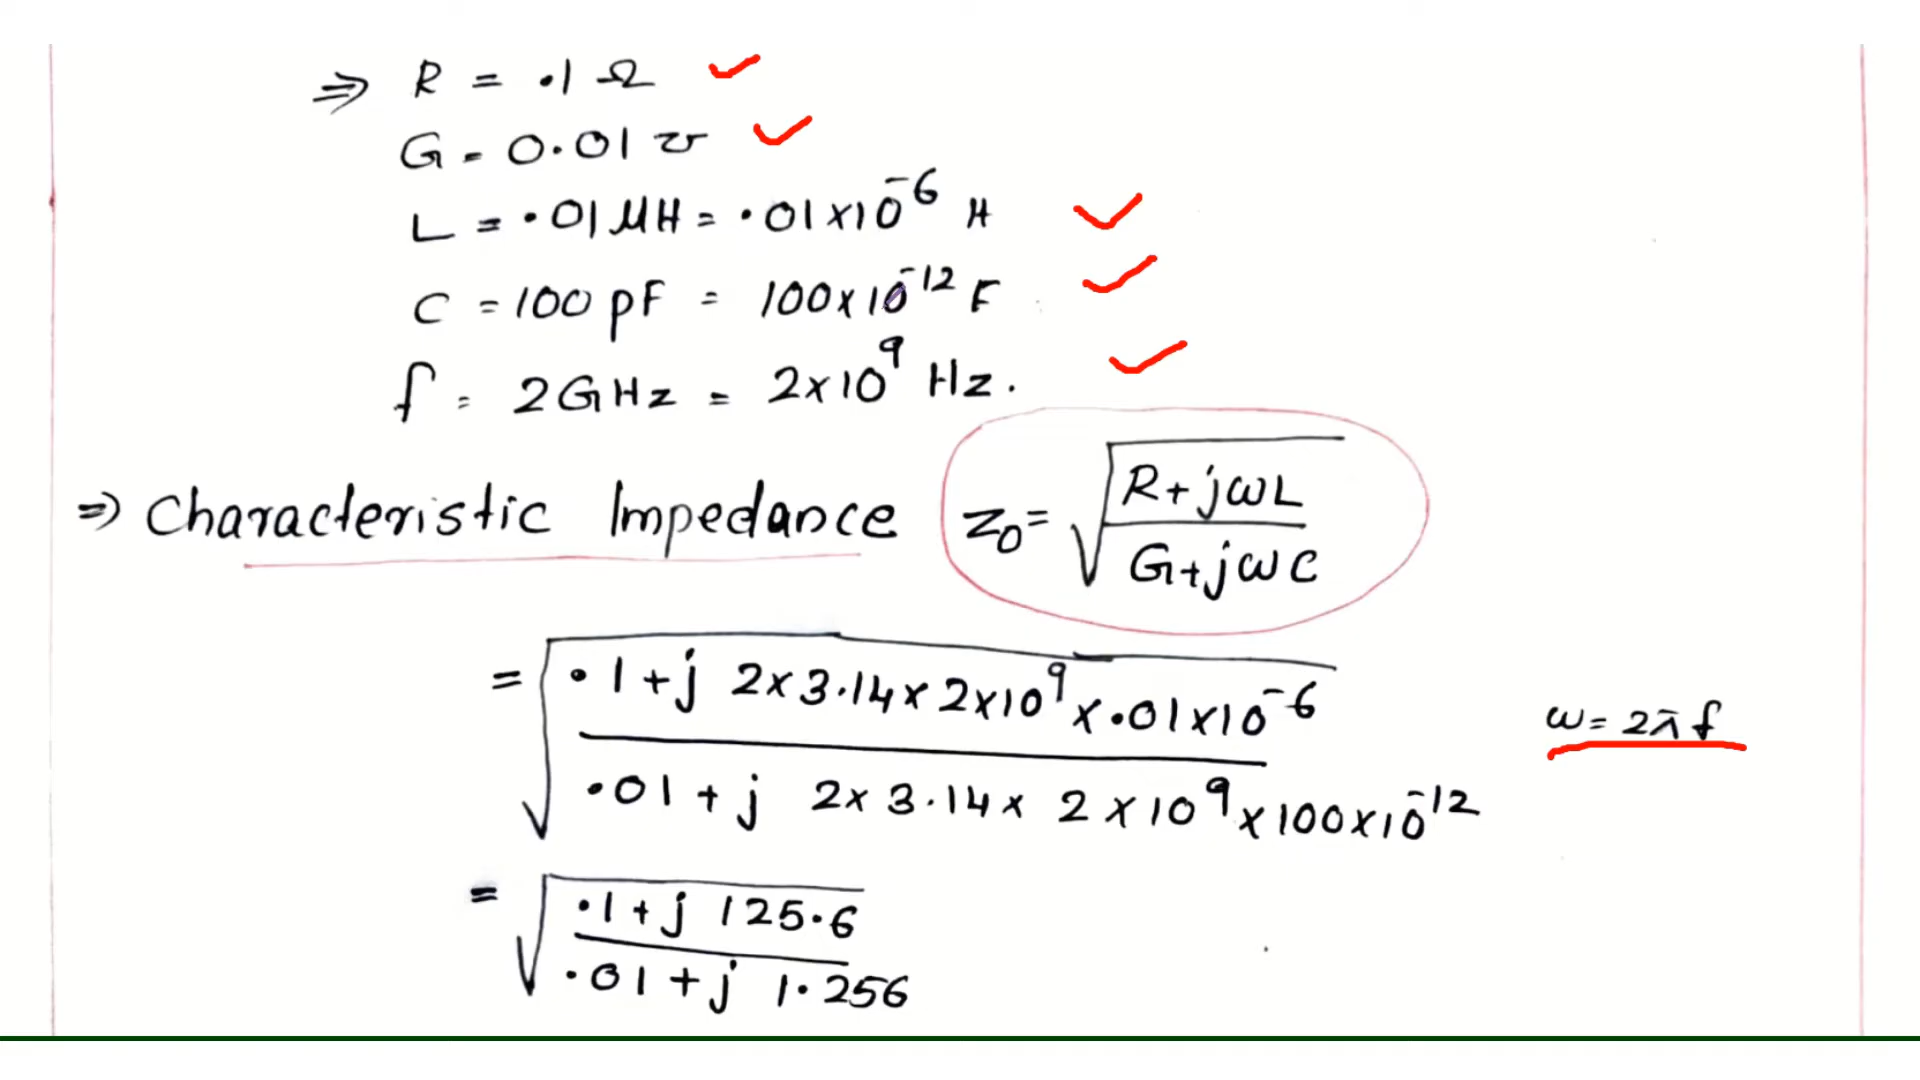 ⇒ R = .1 Ω
G = 0.01 ℧
L = .01 μH = .01×10⁻⁶ H
C = 100 pF = 100×10⁻¹² F
f = 2GHz = 2×10⁹ Hz.
⇒ Characteristic Impedance Z₀ = √((R+jωL)/(G+jωC))
= √((.1+j 2×3.14×2×10⁹×.01×10⁻⁶)/(.01+j 2×3.14×2×10⁹×100×10⁻¹²))
ω = 2πf
= √((.1+j 125.6)/(.01+j 1.256))